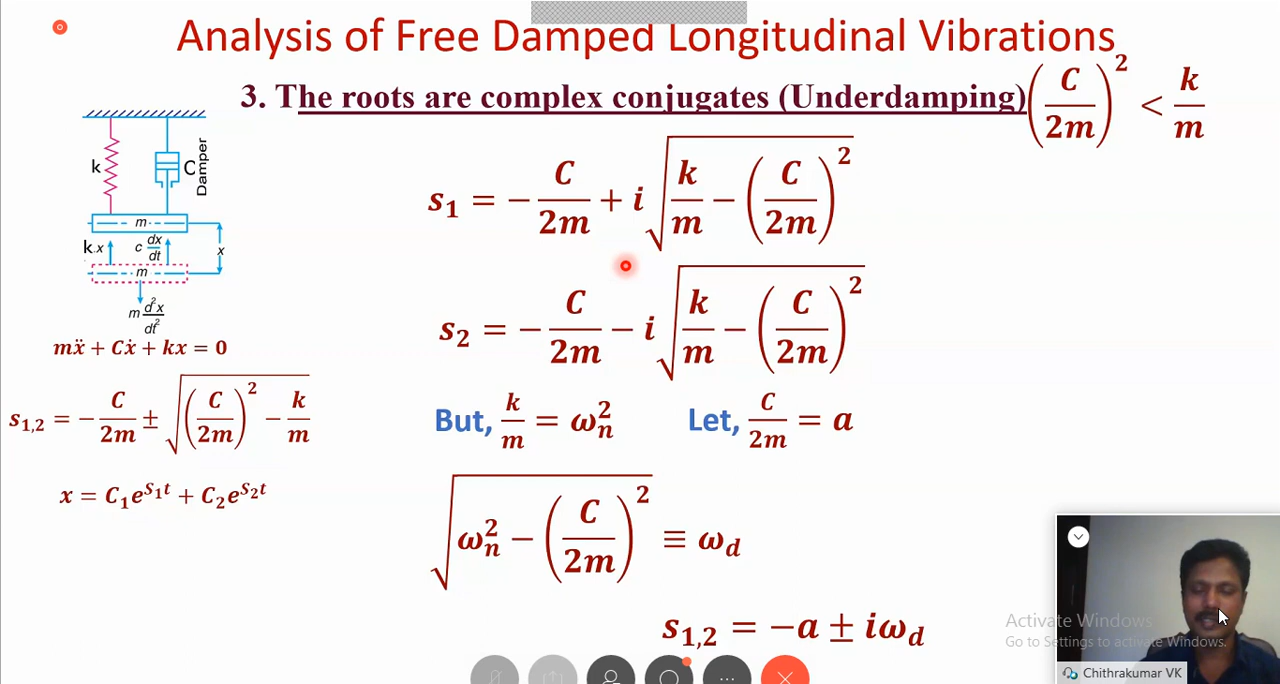 Analysis of Free Damped Longitudinal Vibrations
3. The roots are complex conjugates (Underdamping) (C/2m)² < k/m
k
C
Damper
m
k.x
c dx/dt
x
m
m d²x/dt²
mẍ + Cẋ + kx = 0
s₁,₂ = − C/2m ± √((C/2m)² − k/m)
x = C₁e^(S₁t) + C₂e^(S₂t)
s₁ = − C/2m + i √(k/m − (C/2m)²)
s₂ = − C/2m − i √(k/m − (C/2m)²)
But, k/m = ωₙ² Let, C/2m = a
√(ωₙ² − (C/2m)²) ≡ ω_d
s₁,₂ = −a ± iω_d
Activate Windows
Go to Settings to activate Windows.
Chithrakumar VK